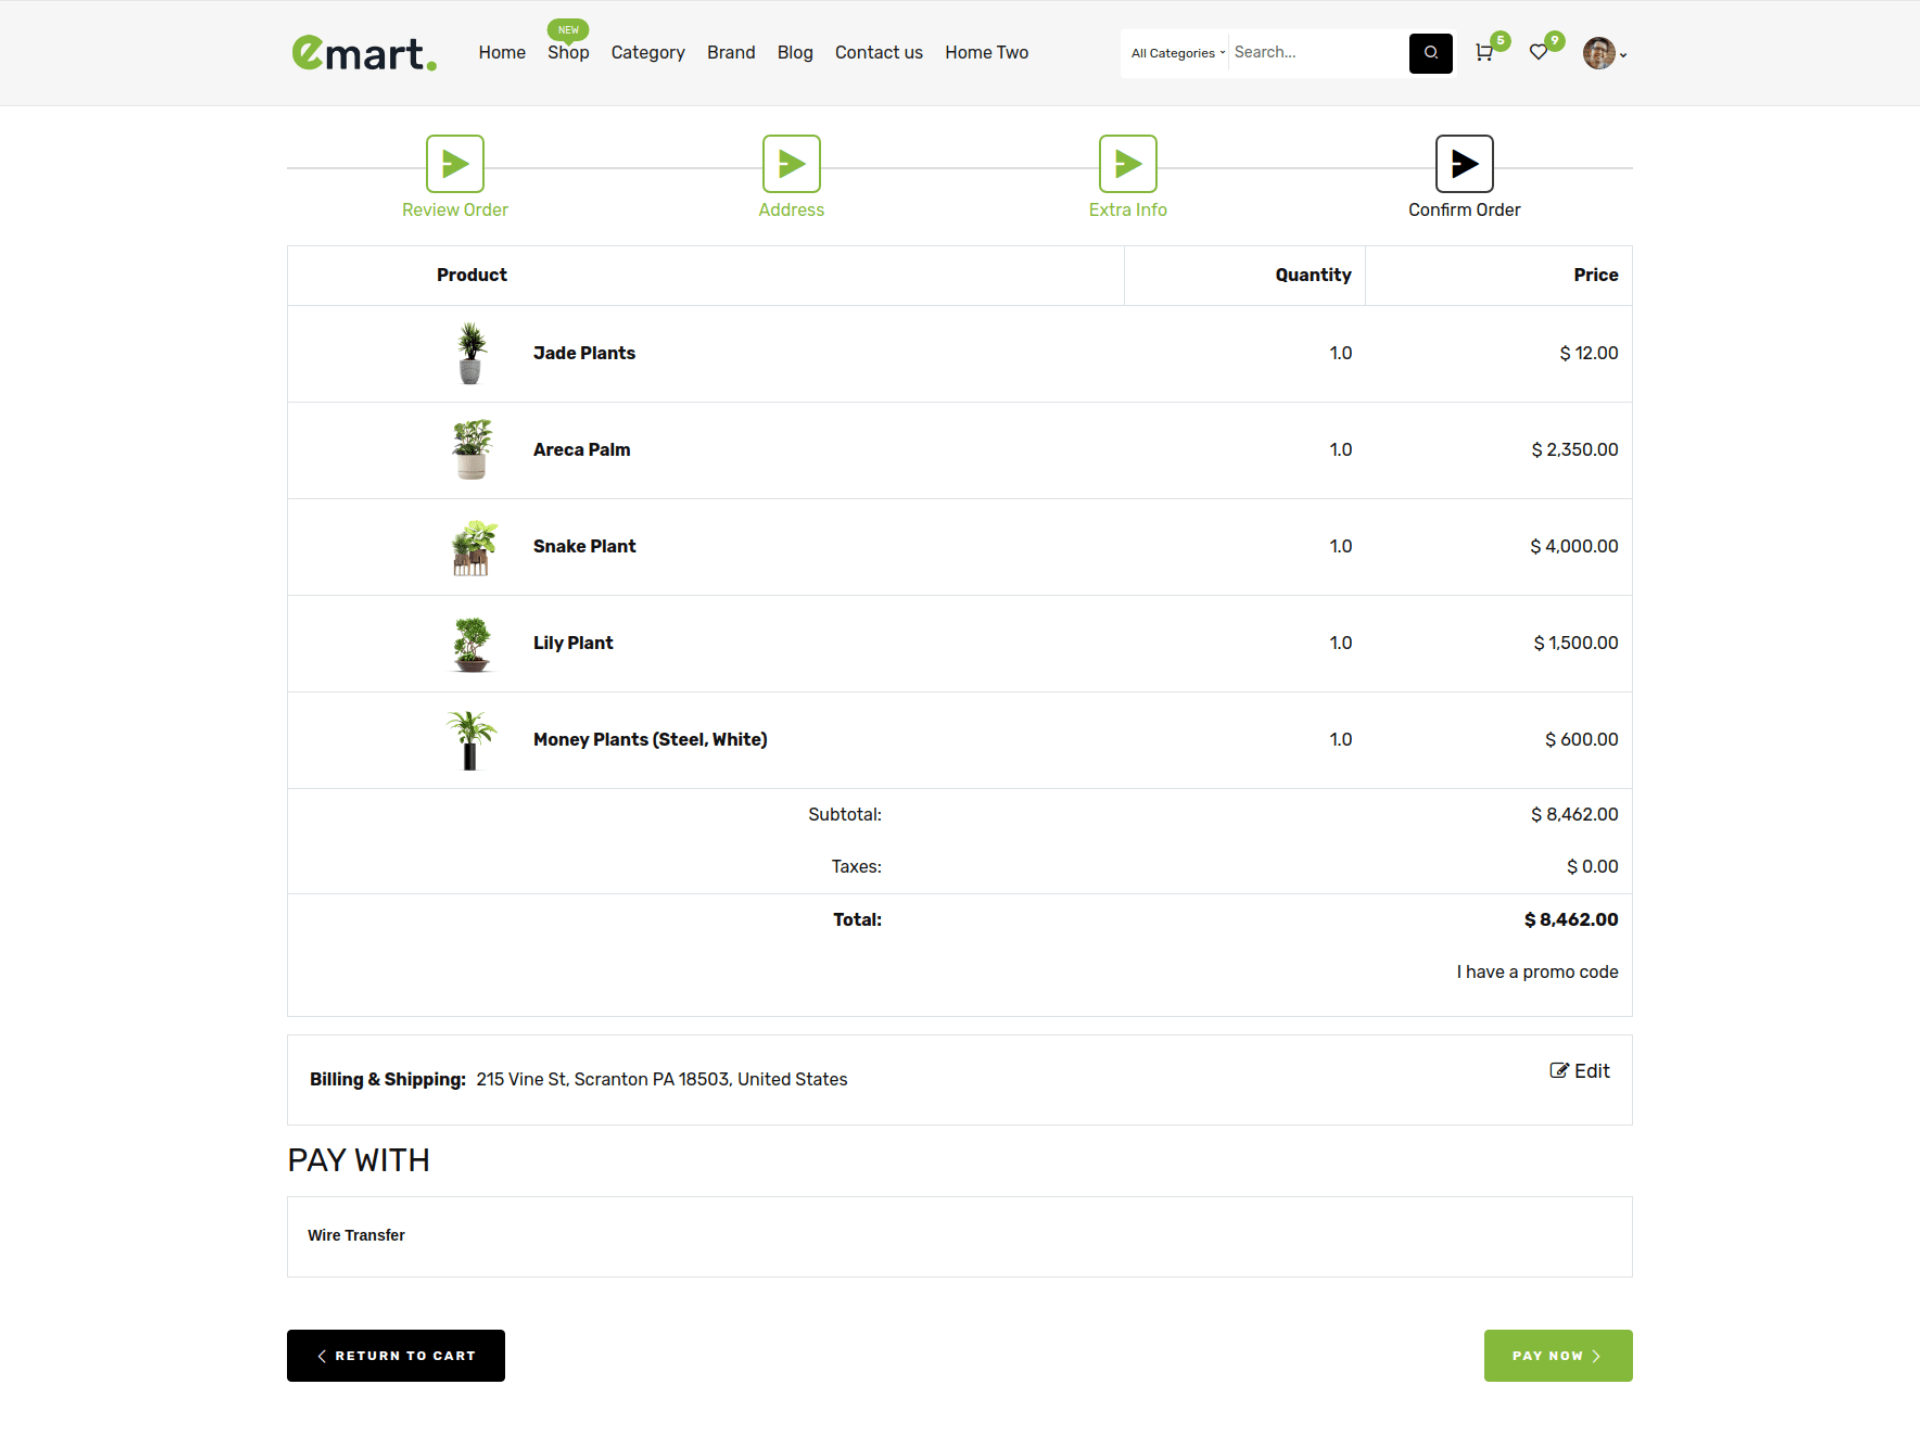 emart.
Home
NEW
Shop
Category
Brand
Blog
Contact us
Home Two
All Categories
Search...
5
9
Review Order
Address
Extra Info
Confirm Order
Product Quantity Price
Jade Plants 1.0 $ 12.00
Areca Palm 1.0 $ 2,350.00
Snake Plant 1.0 $ 4,000.00
Lily Plant 1.0 $ 1,500.00
Money Plants (Steel, White) 1.0 $ 600.00
Subtotal: $ 8,462.00
Taxes: $ 0.00
Total: $ 8,462.00
I have a promo code
Billing & Shipping: 215 Vine St, Scranton PA 18503, United States
Edit
PAY WITH
Wire Transfer
RETURN TO CART
PAY NOW